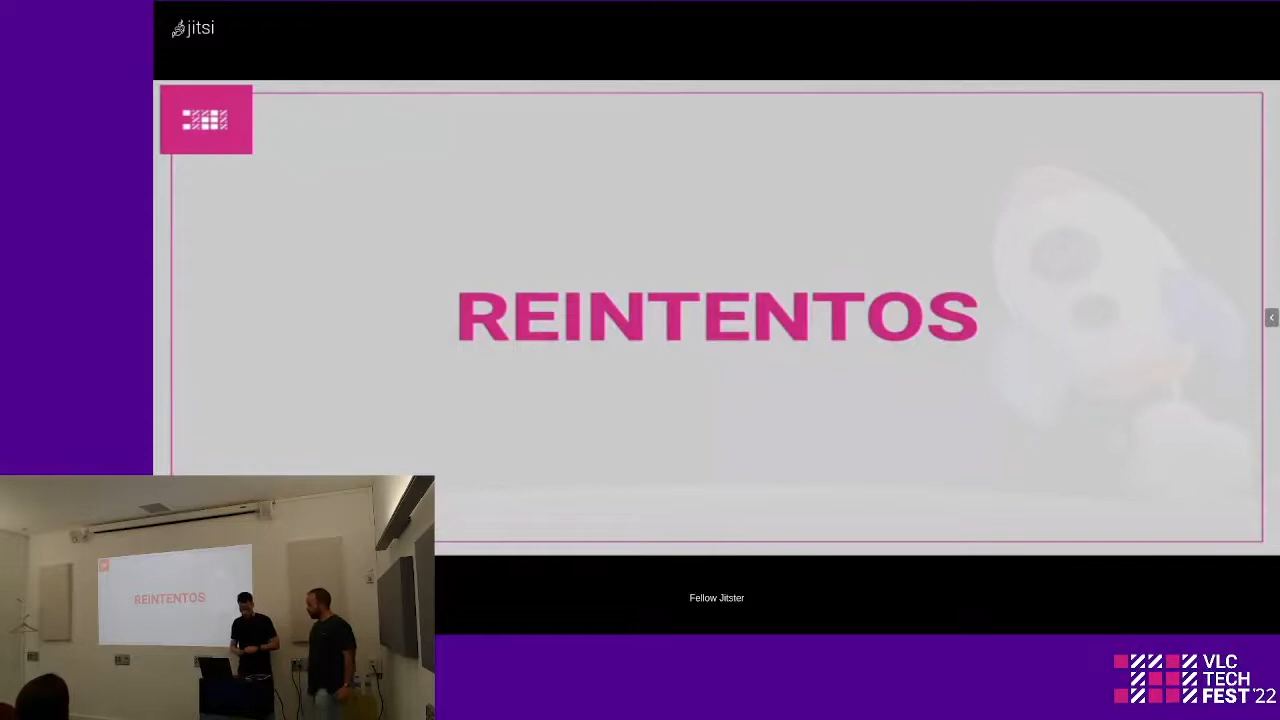 jitsi
REINTENTOS
REINTENTOS
Fellow Jitster
VLC
TECH
FEST'22